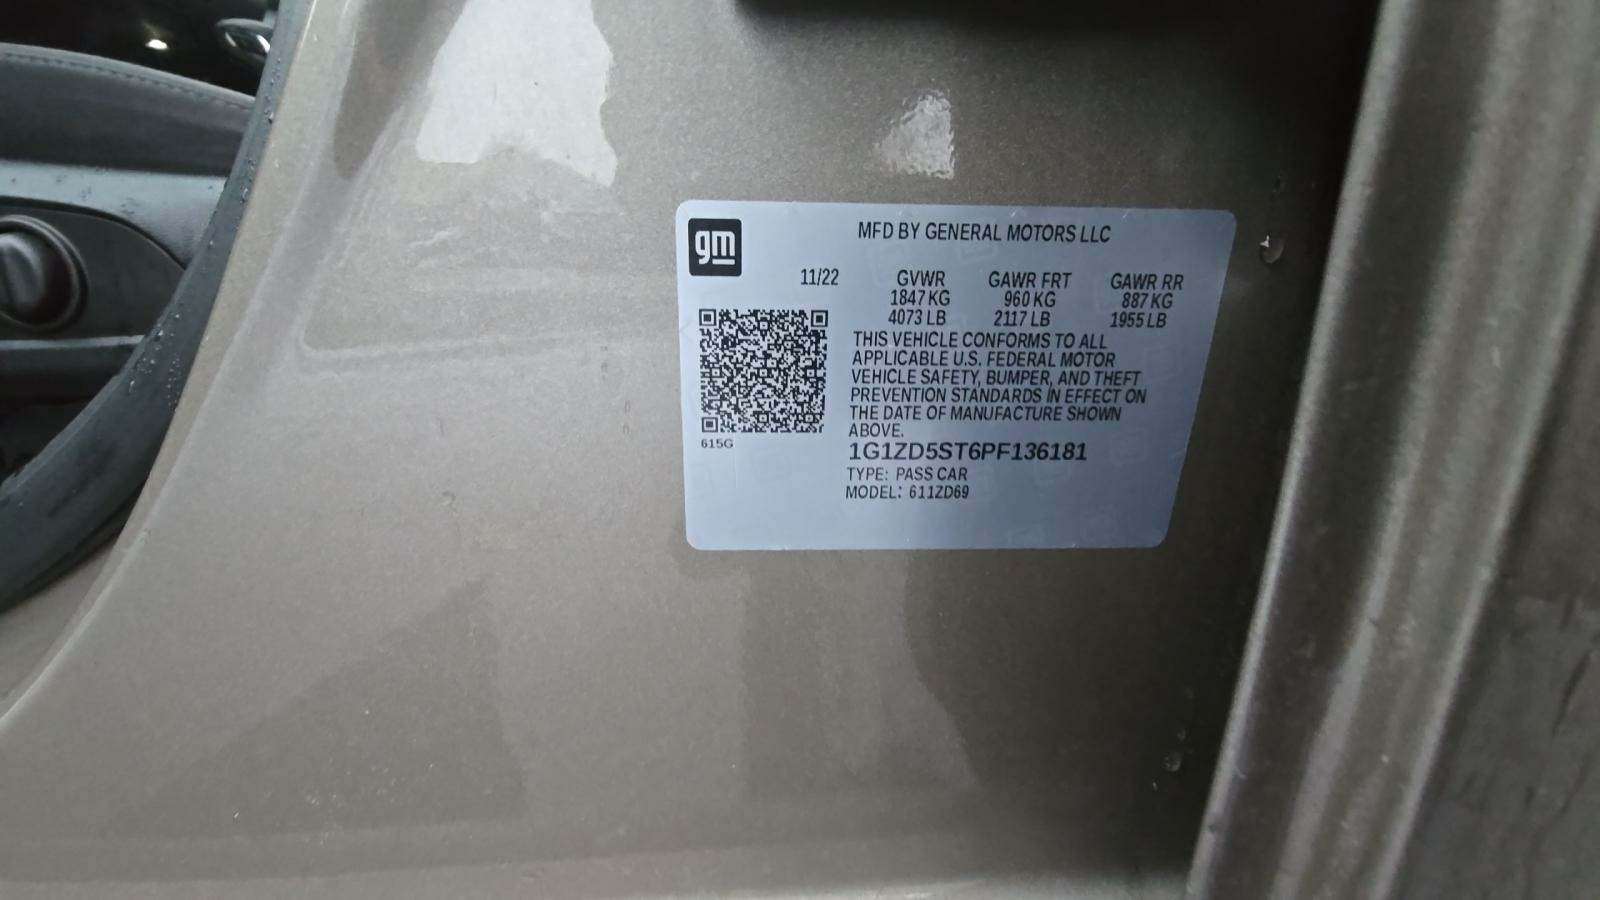 gm
MFD BY GENERAL MOTORS LLC
11/22 GVWR GAWR FRT GAWR RR
1847 KG 960 KG 887 KG
4073 LB 2117 LB 1955 LB
THIS VEHICLE CONFORMS TO ALL
APPLICABLE U.S. FEDERAL MOTOR
VEHICLE SAFETY, BUMPER, AND THEFT
PREVENTION STANDARDS IN EFFECT ON
THE DATE OF MANUFACTURE SHOWN
ABOVE.
615G
1G1ZD5ST6PF136181
TYPE: PASS CAR
MODEL: 611ZD69